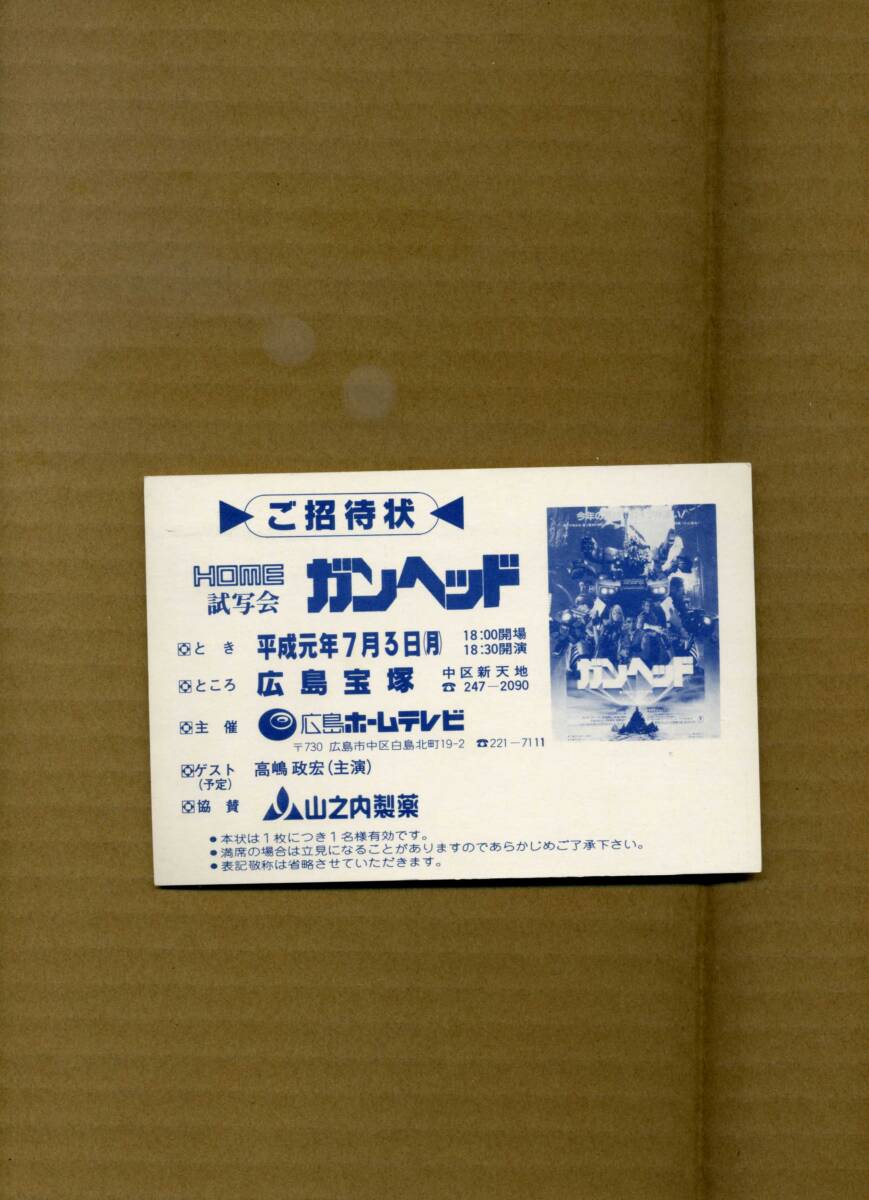 ご招待状
HOME
試写会
ガンヘッド
とき 平成元年7月3日(月) 18:00開場
18:30開演
ところ 広島宝塚 中区新天地
☎ 247-2090
主催 広島ホームテレビ
〒730 広島市中区白島北町19-2 ☎221-7111
ゲスト 高嶋政宏(主演)
(予定)
協賛 山之内製薬
●本状は1枚につき1名様有効です。
●満席の場合は立見になることがありますのであらかじめご了承下さい。
●表記敬称は省略させていただきます。
今年の
ガンヘッド